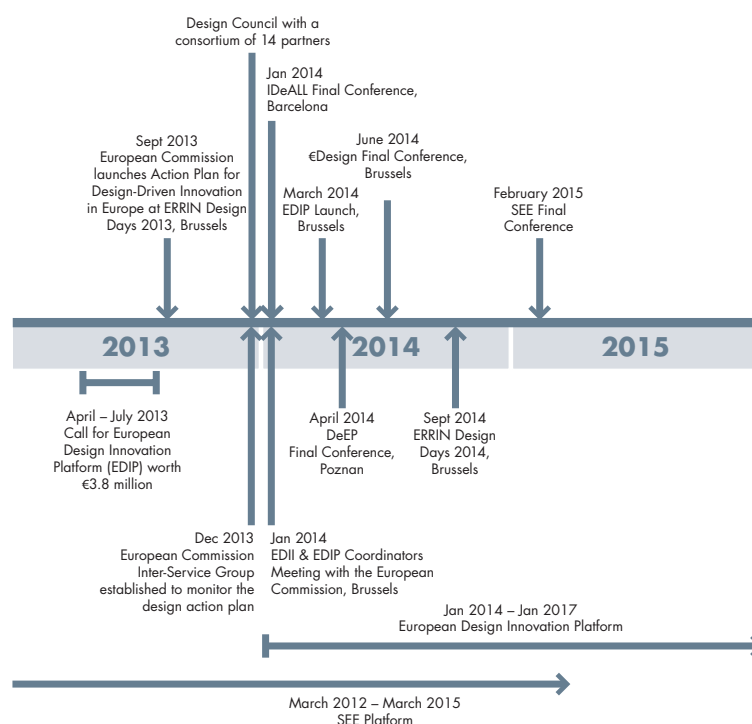 Design Council with a
consortium of 14 partners
Jan 2014
IDeALL Final Conference,
Barcelona
Sept 2013
European Commission
launches Action Plan for
Design-Driven Innovation
in Europe at ERRIN Design
Days 2013, Brussels
June 2014
€Design Final Conference,
Brussels
March 2014
EDIP Launch,
Brussels
February 2015
SEE Final
Conference
2013
2014
2015
April – July 2013
Call for European
Design Innovation
Platform (EDIP) worth
€3.8 million
April 2014
DeEP
Final Conference,
Poznan
Sept 2014
ERRIN Design
Days 2014,
Brussels
Dec 2013
European Commission
Inter-Service Group
established to monitor the
design action plan
Jan 2014
EDII & EDIP Coordinators
Meeting with the European
Commission, Brussels
Jan 2014 – Jan 2017
European Design Innovation Platform
March 2012 – March 2015
SEE Platform